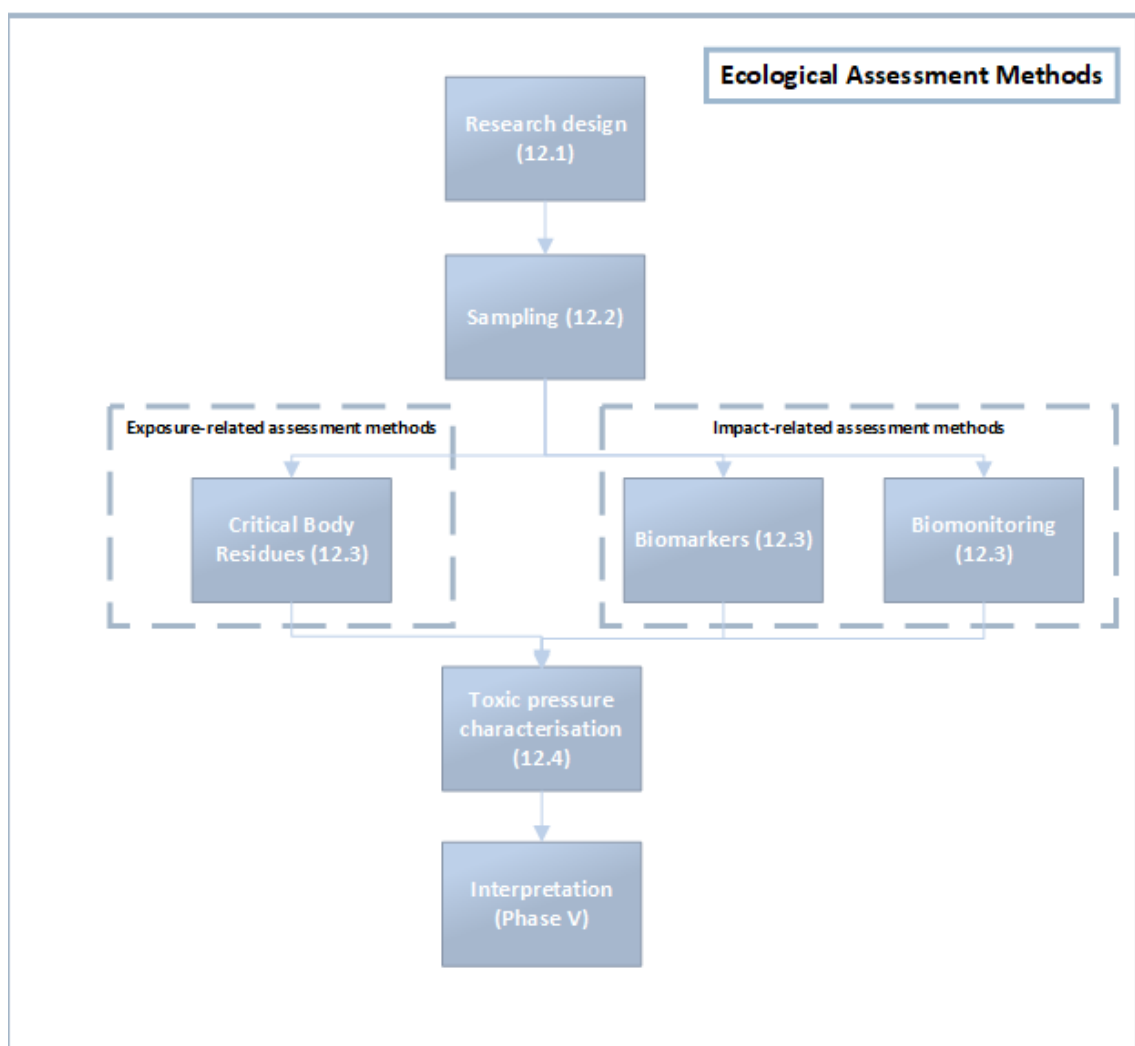 Ecological Assessment Methods
Research design
(12.1)
Sampling (12.2)
Exposure-related assessment methods
Impact-related assessment methods
Critical Body
Residues (12.3)
Biomarkers (12.3)
Biomonitoring
(12.3)
Toxic pressure
characterisation
(12.4)
Interpretation
(Phase V)